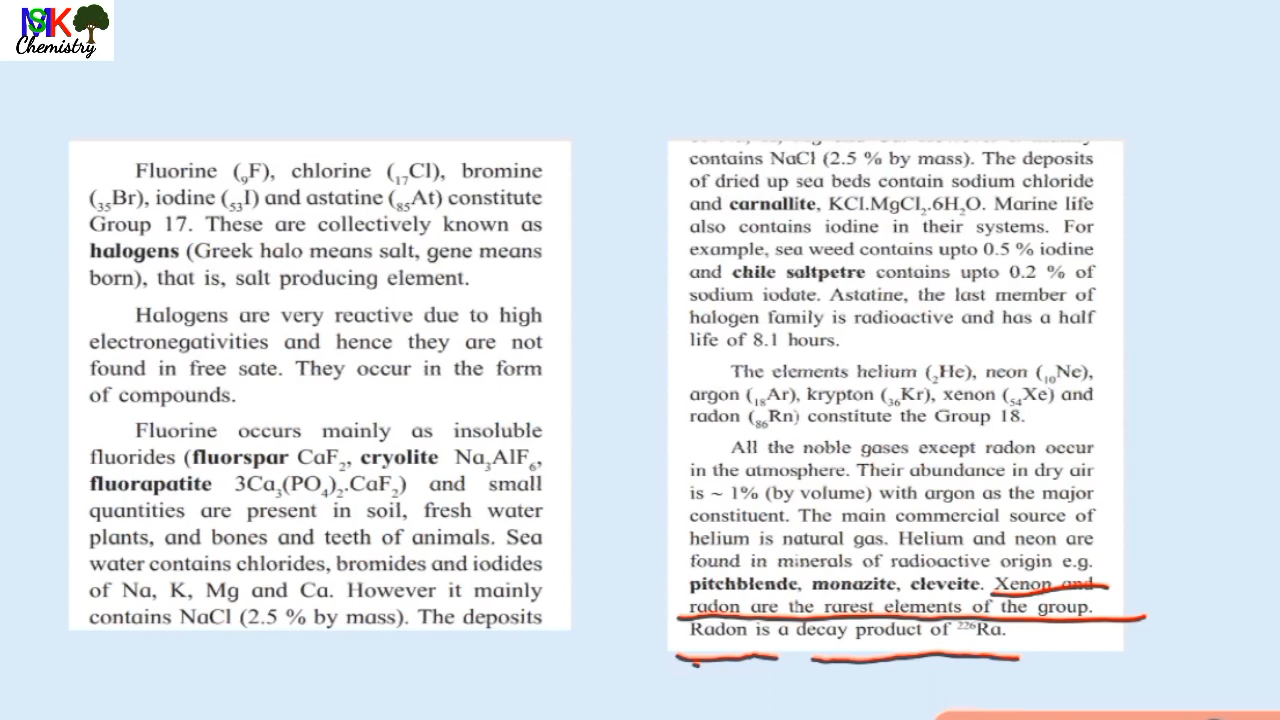 MSK
Chemistry
Fluorine (₉F), chlorine (₁₇Cl), bromine
(₃₅Br), iodine (₅₃I) and astatine (₈₅At) constitute
Group 17. These are collectively known as
halogens (Greek halo means salt, gene means
born), that is, salt producing element.
Halogens are very reactive due to high
electronegativities and hence they are not
found in free sate. They occur in the form
of compounds.
Fluorine occurs mainly as insoluble
fluorides (fluorspar CaF₂, cryolite Na₃AlF₆,
fluorapatite 3Ca₃(PO₄)₂.CaF₂) and small
quantities are present in soil, fresh water
plants, and bones and teeth of animals. Sea
water contains chlorides, bromides and iodides
of Na, K, Mg and Ca. However it mainly
contains NaCl (2.5 % by mass). The deposits
contains NaCl (2.5 % by mass). The deposits
of dried up sea beds contain sodium chloride
and carnallite, KCl.MgCl₂.6H₂O. Marine life
also contains iodine in their systems. For
example, sea weed contains upto 0.5 % iodine
and chile saltpetre contains upto 0.2 % of
sodium iodate. Astatine, the last member of
halogen family is radioactive and has a half
life of 8.1 hours.
The elements helium (₂He), neon (₁₀Ne),
argon (₁₈Ar), krypton (₃₆Kr), xenon (₅₄Xe) and
radon (₈₆Rn) constitute the Group 18.
All the noble gases except radon occur
in the atmosphere. Their abundance in dry air
is ~ 1% (by volume) with argon as the major
constituent. The main commercial source of
helium is natural gas. Helium and neon are
found in minerals of radioactive origin e.g.
pitchblende, monazite, cleveite. Xenon and
radon are the rarest elements of the group.
Radon is a decay product of ²²⁶Ra.